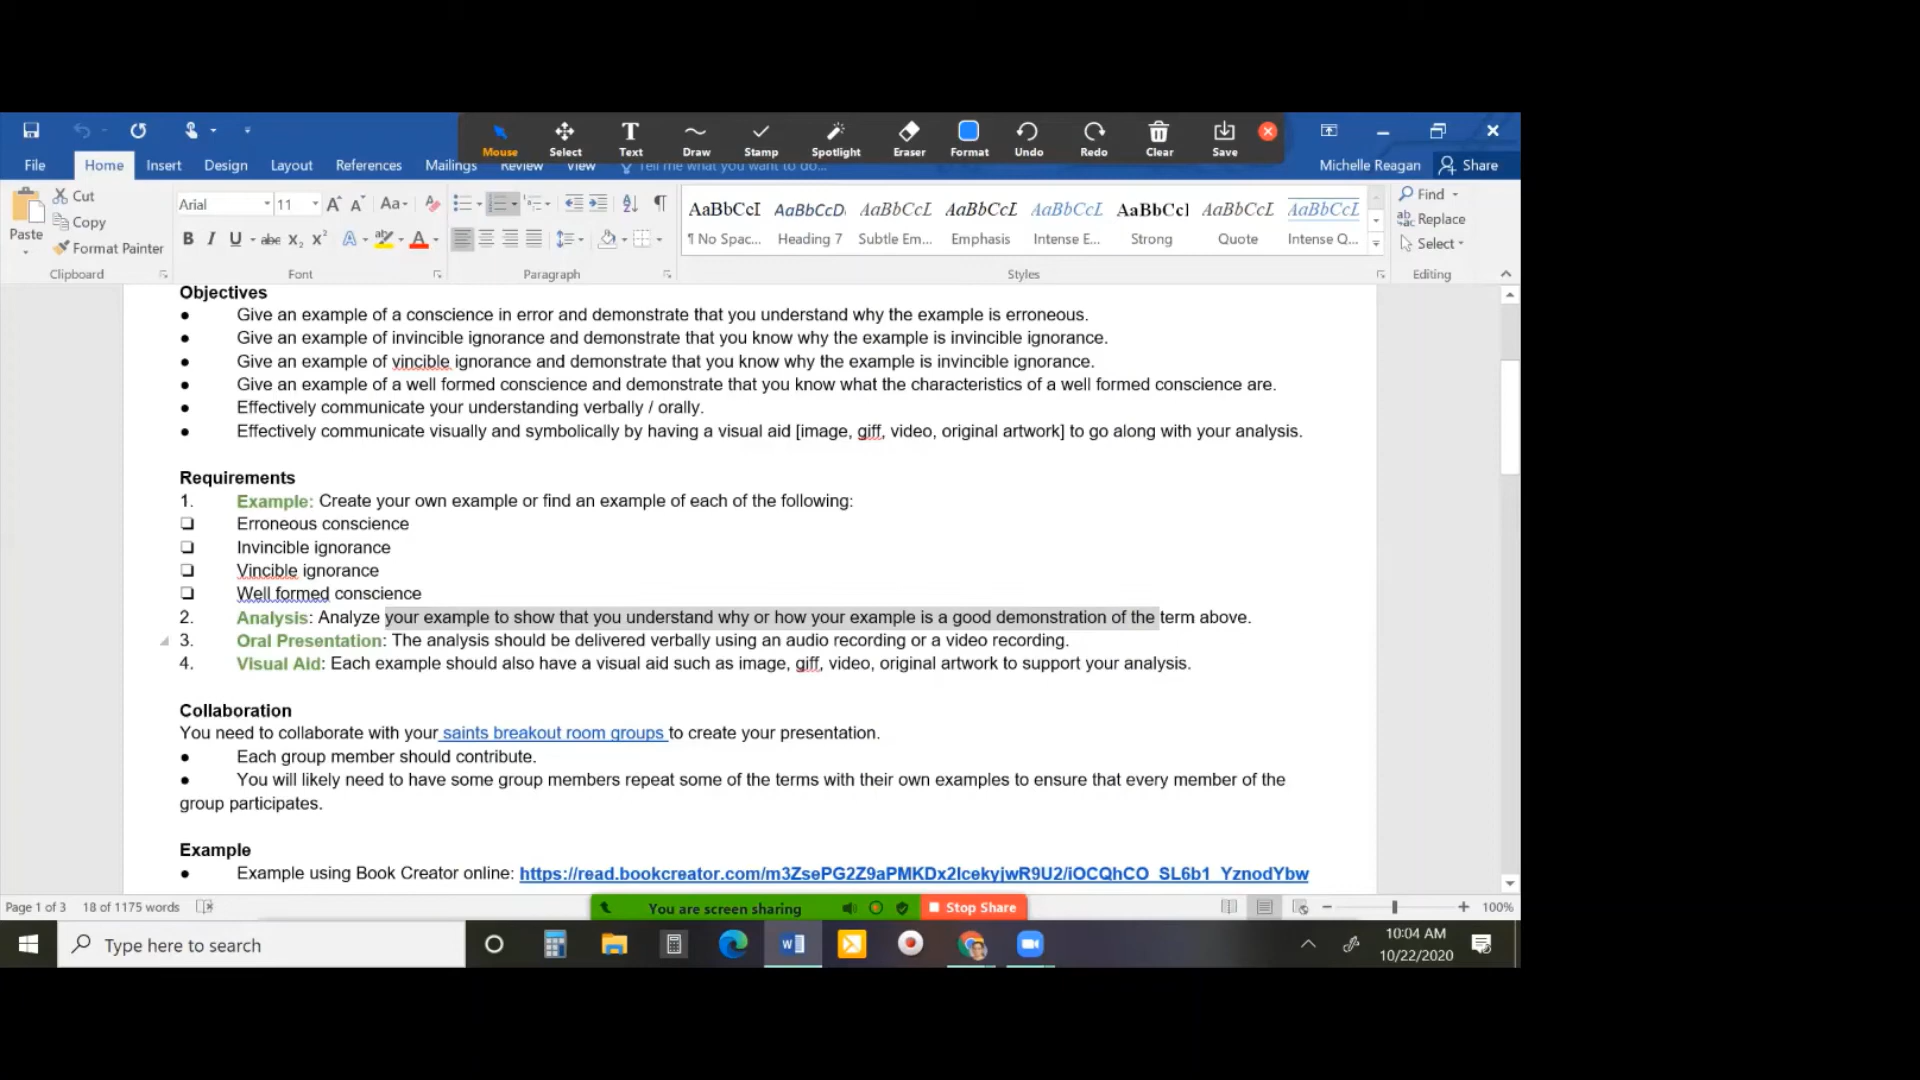 Mouse Select Text Draw Stamp Spotlight Eraser Format Undo Redo Clear Save
File Home Insert Design Layout References Mailings Review View Tell me what you want to do... Michelle Reagan Share
Cut
Copy
Paste
Format Painter
Arial 11
Aa
B I U abc X₂ X² A A
AaBbCcI AaBbCcD AaBbCcL AaBbCcL AaBbCcL AaBbCcI AaBbCcL AaBbCcL
¶ No Spac... Heading 7 Subtle Em... Emphasis Intense E... Strong Quote Intense Q...
Find
Replace
Select
Clipboard Font Paragraph Styles Editing
Objectives
● Give an example of a conscience in error and demonstrate that you understand why the example is erroneous.
● Give an example of invincible ignorance and demonstrate that you know why the example is invincible ignorance.
● Give an example of vincible ignorance and demonstrate that you know why the example is invincible ignorance.
● Give an example of a well formed conscience and demonstrate that you know what the characteristics of a well formed conscience are.
● Effectively communicate your understanding verbally / orally.
● Effectively communicate visually and symbolically by having a visual aid [image, giff, video, original artwork] to go along with your analysis.
Requirements
1. Example: Create your own example or find an example of each of the following:
❏ Erroneous conscience
❏ Invincible ignorance
❏ Vincible ignorance
❏ Well formed conscience
2. Analysis: Analyze your example to show that you understand why or how your example is a good demonstration of the term above.
3. Oral Presentation: The analysis should be delivered verbally using an audio recording or a video recording.
4. Visual Aid: Each example should also have a visual aid such as image, giff, video, original artwork to support your analysis.
Collaboration
You need to collaborate with your saints breakout room groups to create your presentation.
● Each group member should contribute.
● You will likely need to have some group members repeat some of the terms with their own examples to ensure that every member of the
group participates.
Example
● Example using Book Creator online: https://read.bookcreator.com/m3ZsePG2Z9aPMKDx2IcekyjwR9U2/iOCQhCO_SL6b1_YznodYbw
Page 1 of 3 18 of 1175 words You are screen sharing Stop Share 100%
Type here to search
10:04 AM
10/22/2020